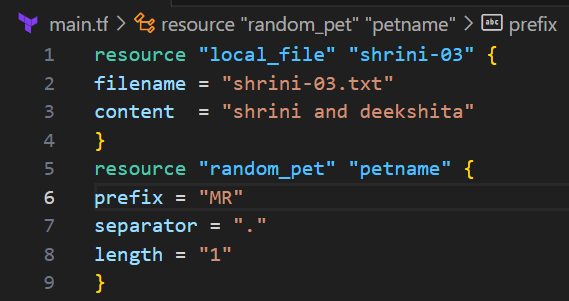 main.tf > resource "random_pet" "petname" > abc prefix
1 resource "local_file" "shrini-03" {
2 filename = "shrini-03.txt"
3 content  = "shrini and deekshita"
4 }
5 resource "random_pet" "petname" {
6 prefix = "MR"
7 separator = "."
8 length = "1"
9 }